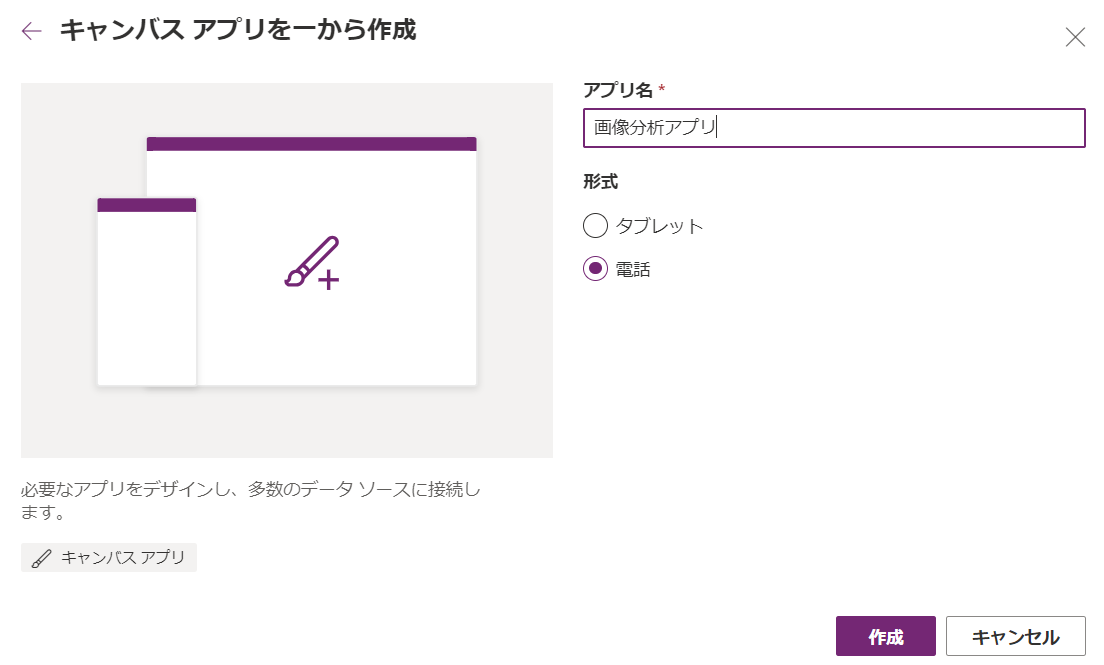 キャンバス アプリを一から作成
アプリ名 *
画像分析アプリ
形式
タブレット
電話
必要なアプリをデザインし、多数のデータ ソースに接続し
ます。
キャンバス アプリ
作成
キャンセル